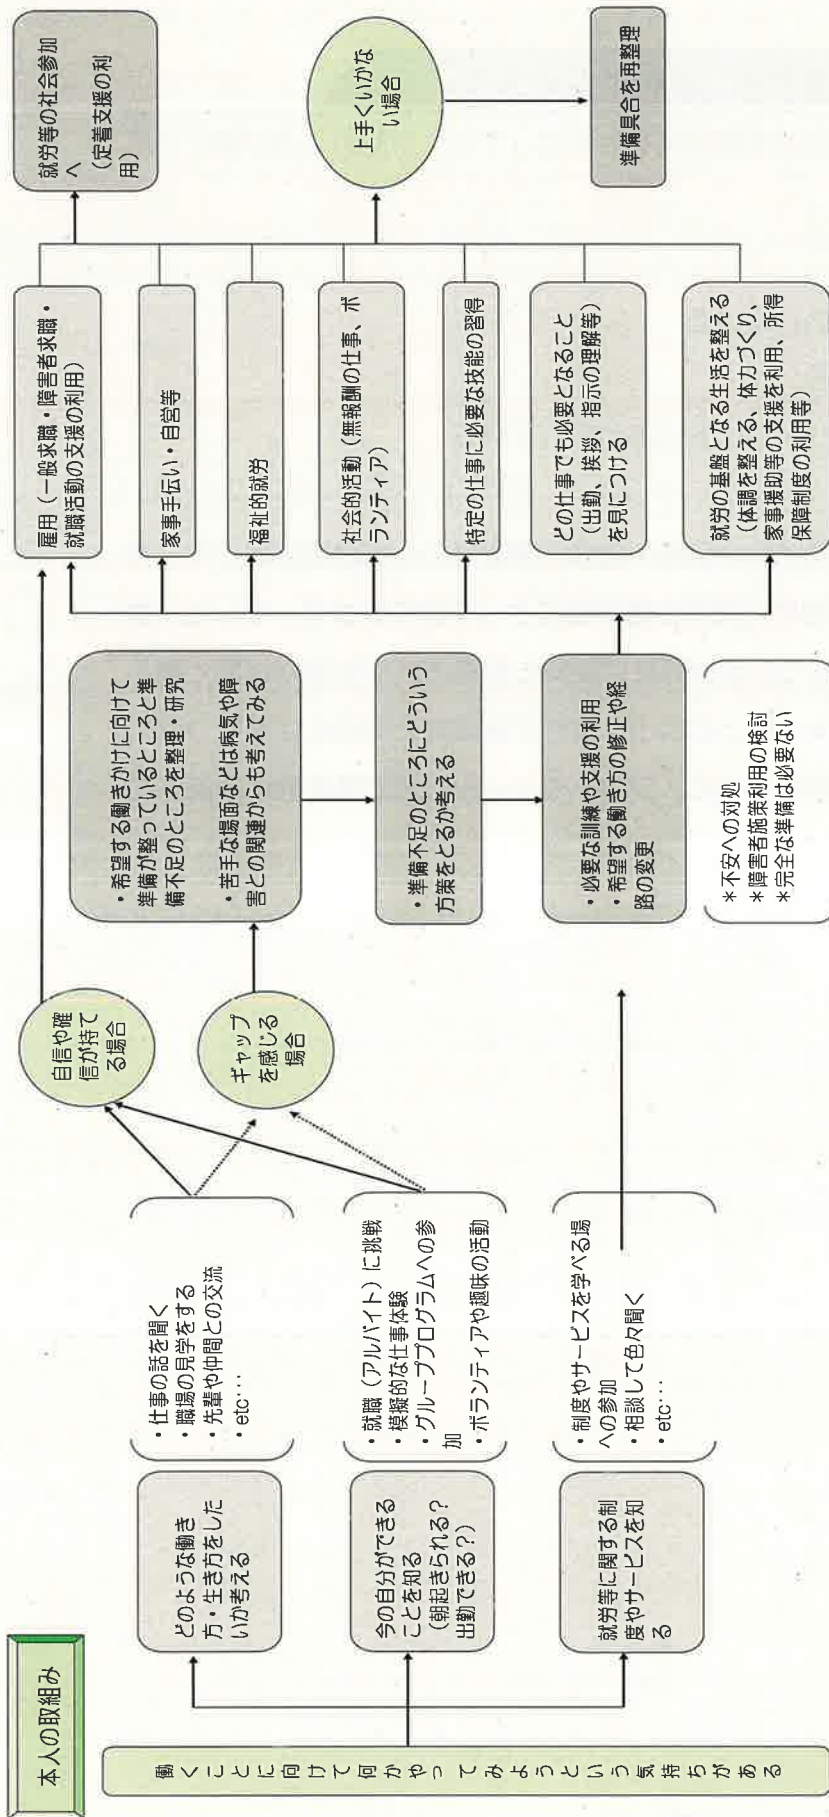 本人の取組み
働くことに向けて何かやってみようという気持ちがある
どのような働き
方・生き方をした
いか考える
・仕事の話を聞く
・職場の見学をする
・先輩や仲間との交流
・etc…
今の自分ができる
ことを知る
（朝起きられる？
出勤できる？）
・就職（アルバイト）に挑戦
・模擬的な仕事体験
・グループプログラムへの参
加
・ボランティアや趣味の活動
就労等に関する制
度やサービスを知
る
・制度やサービスを学べる場
への参加
・相談して色々聞く
・etc…
自信や確
信が持て
る場合
ギャップ
を感じる
場合
・希望する働きかけに向けて
準備が整っているところと準
備不足のところを整理・研究
・苦手な場面などは病気や障
害との関連からも考えてみる
・準備不足のところにどういう
方策をとるか考える
・必要な訓練や支援の利用
・希望する働き方の修正や経
路の変更
＊不安への対処
＊障害者施策利用の検討
＊完全な準備は必要ない
雇用（一般求職・障害者求職・
就職活動の支援の利用）
家事手伝い・自営等
福祉的就労
社会的活動（無報酬の仕事、ボ
ランティア）
特定の仕事に必要な技能の習得
どの仕事でも必要となること
（出勤、挨拶、指示の理解等）
を見につける
就労の基盤となる生活を整える
（体調を整える、体力づくり、
家事援助等の支援を利用、所得
保障制度の利用等）
就労等の社会参加
へ
（定着支援の利
用）
上手くいかな
い場合
準備具合を再整理